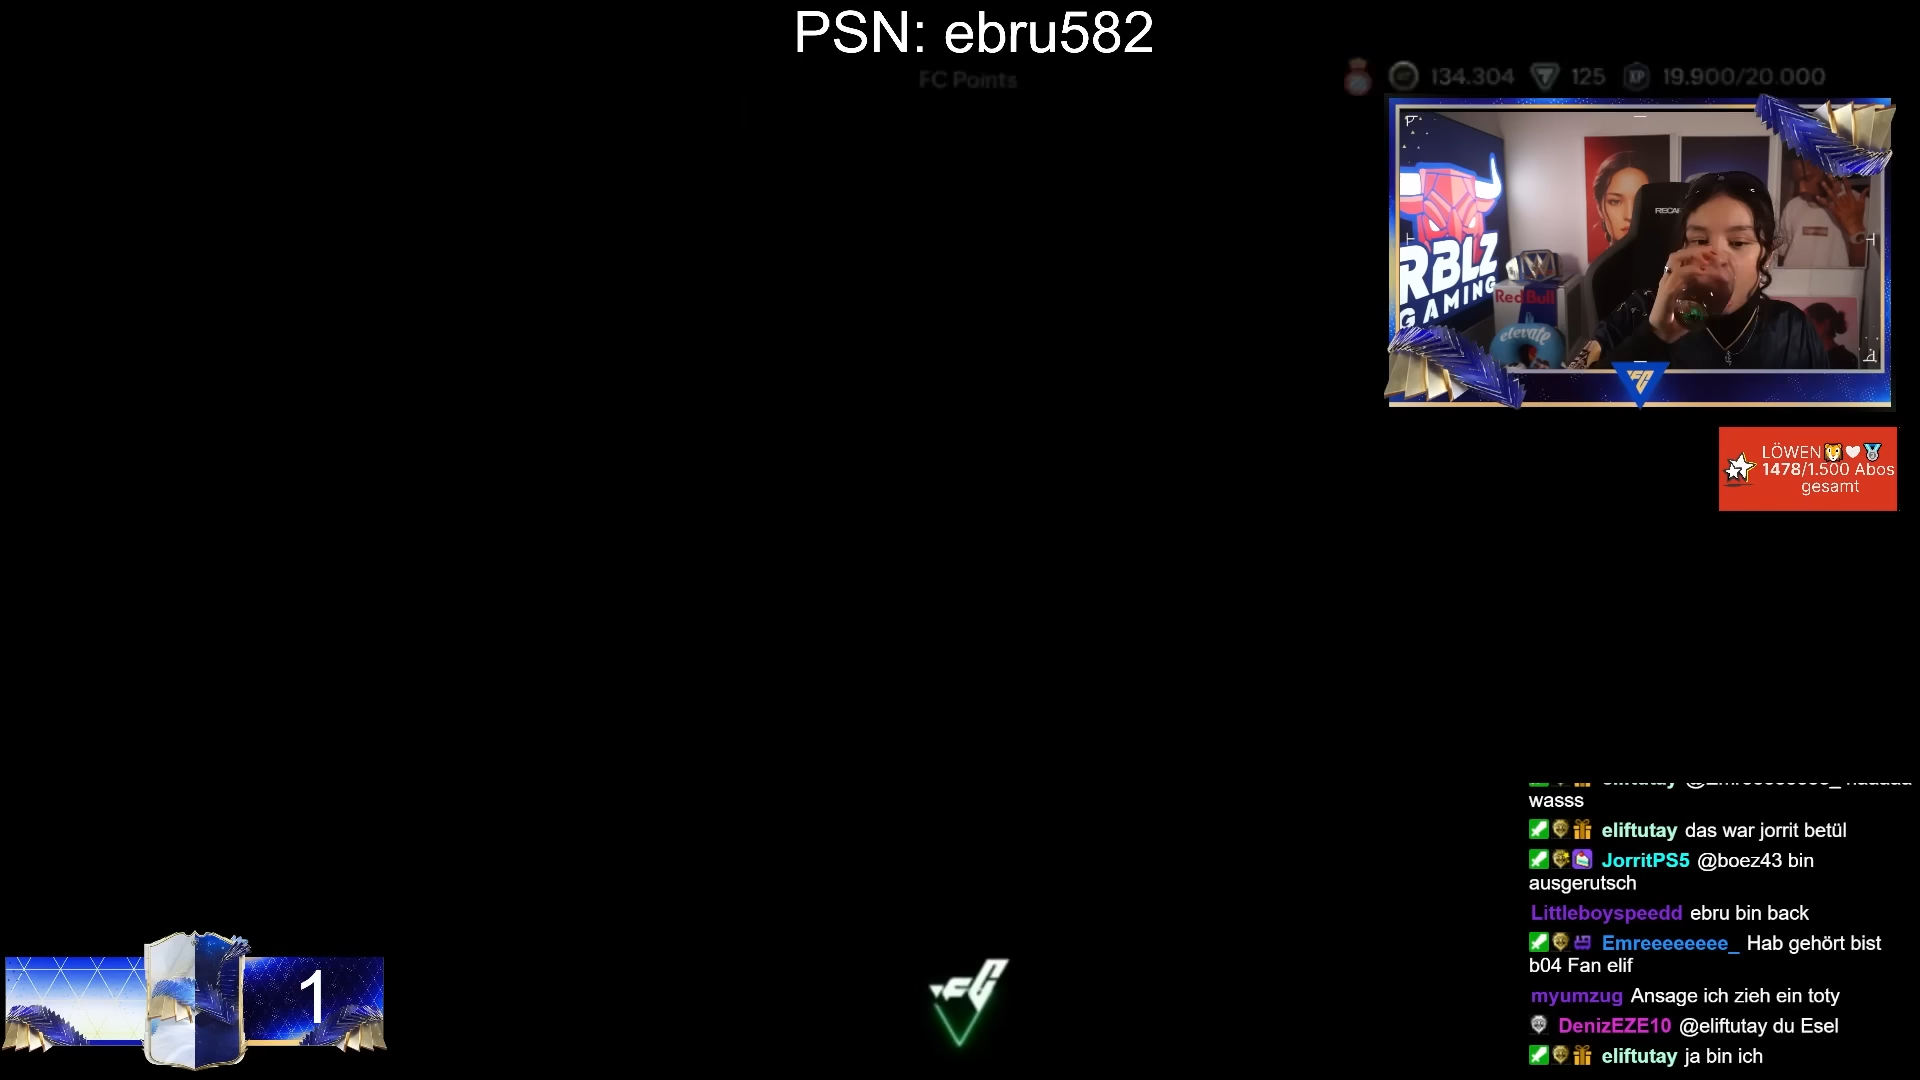 PSN: ebru582
FC Points
134.304 125 XP 19.900/20.000
RECAR
RBLZ
GAMING
Red Bull
elevate
LÖWEN🦁🤍🥈
1478/1.500 Abos
gesamt
wasss
eliftutay das war jorrit betül
JorritPS5 @boez43 bin
ausgerutsch
Littleboyspeedd ebru bin back
Emreeeeeeee_ Hab gehört bist
b04 Fan elif
myumzug Ansage ich zieh ein toty
DenizEZE10 @eliftutay du Esel
eliftutay ja bin ich
1